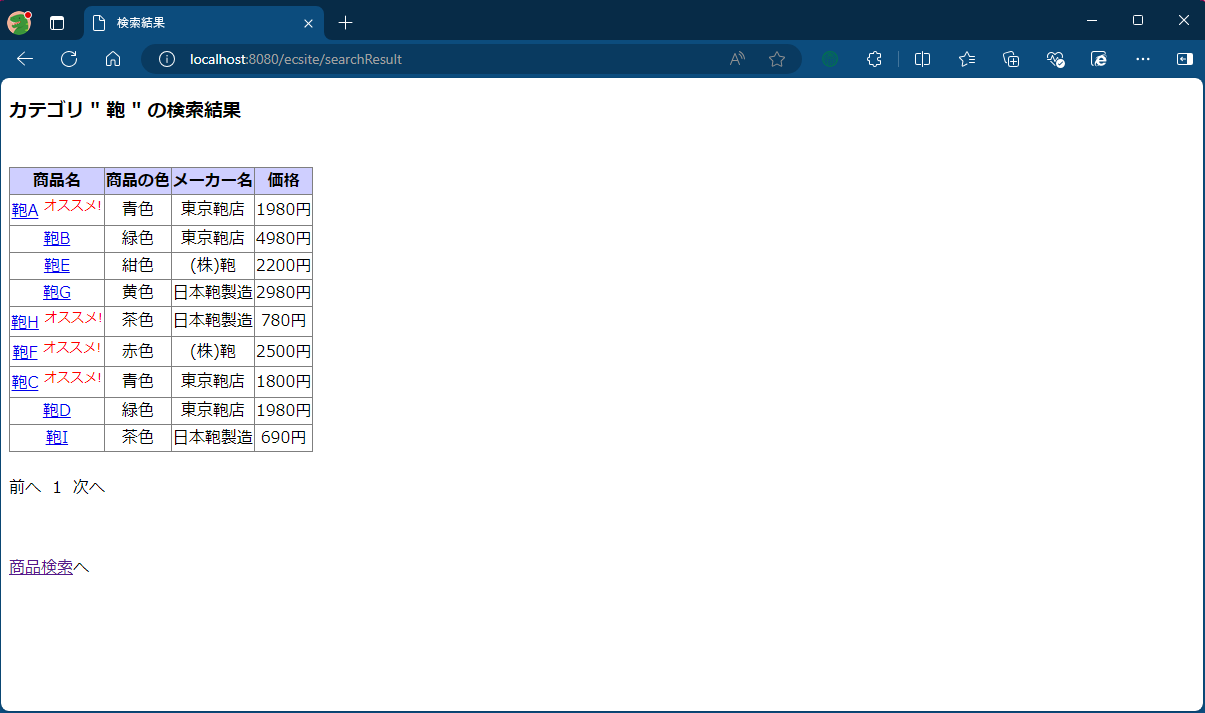 検索結果
localhost:8080/ecsite/searchResult
カテゴリ " 鞄 " の検索結果
商品名 商品の色 メーカー名 価格
鞄A オススメ! 青色 東京鞄店 1980円
鞄B 緑色 東京鞄店 4980円
鞄E 紺色 (株)鞄 2200円
鞄G 黄色 日本鞄製造 2980円
鞄H オススメ! 茶色 日本鞄製造 780円
鞄F オススメ! 赤色 (株)鞄 2500円
鞄C オススメ! 青色 東京鞄店 1800円
鞄D 緑色 東京鞄店 1980円
鞄I 茶色 日本鞄製造 690円
前へ 1 次へ
商品検索へ